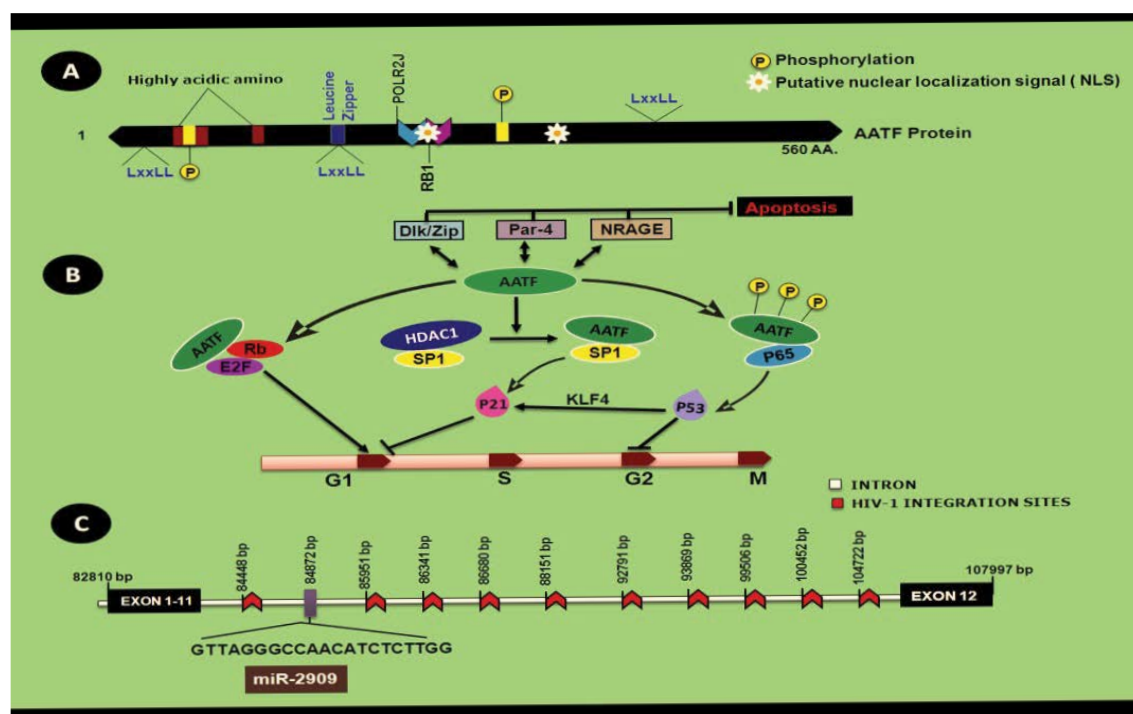 A
Highly acidic amino
Leucine Zipper
POLR2J
P
LxxLL
P Phosphorylation
Putative nuclear localization signal ( NLS)
1
AATF Protein
560 AA.
LxxLL
P
LxxLL
RB1
Apoptosis
Dlk/Zip
Par-4
NRAGE
B
AATF
P
P
P
AATF
Rb
E2F
HDAC1
SP1
AATF
SP1
AATF
P65
P21
KLF4
P53
G1
S
G2
M
INTRON
HIV-1 INTEGRATION SITES
C
82810 bp
84448 bp
84872 bp
85951 bp
86341 bp
86680 bp
88151 bp
92791 bp
93869 bp
99506 bp
100452 bp
104722 bp
107997 bp
EXON 1-11
EXON 12
GTTAGGGCCAACATCTCTTGG
miR-2909